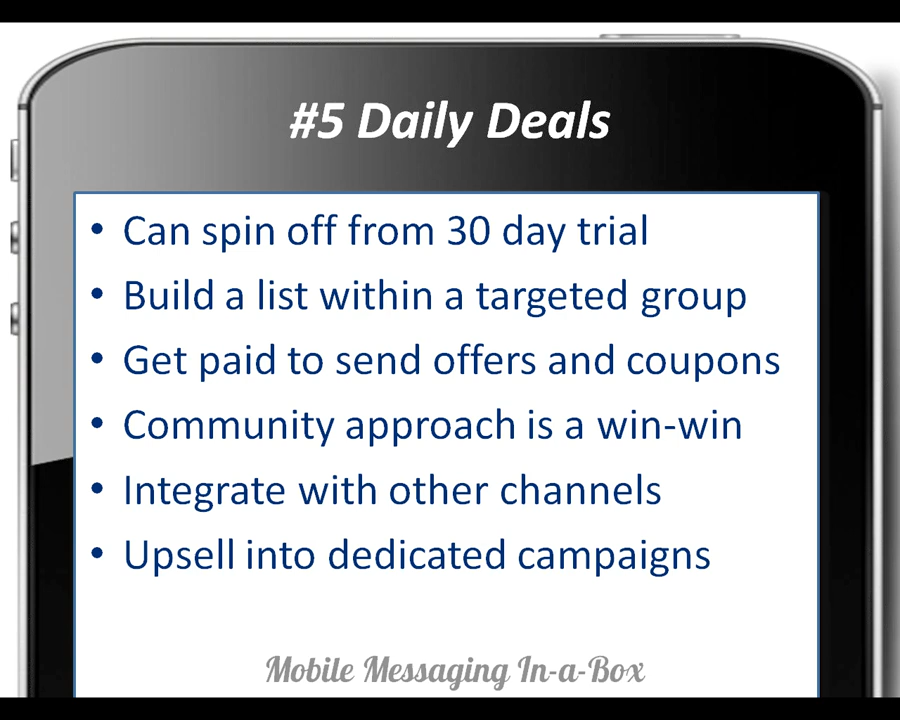 #5 Daily Deals
• Can spin off from 30 day trial
• Build a list within a targeted group
• Get paid to send offers and coupons
• Community approach is a win-win
• Integrate with other channels
• Upsell into dedicated campaigns
Mobile Messaging In-a-Box